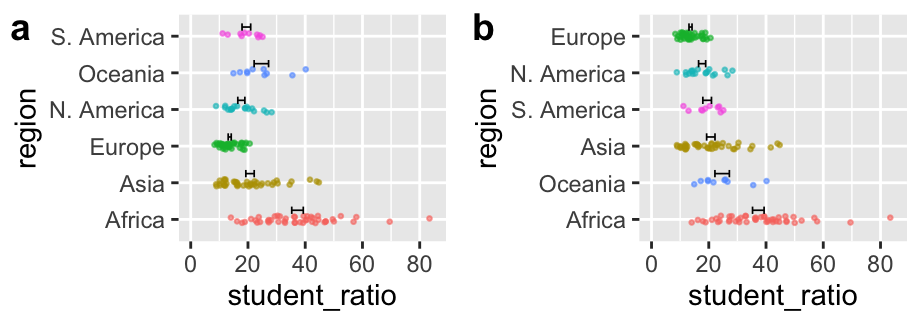 a
S. America
Oceania
N. America
Europe
Asia
Africa
region
0 20 40 60 80
student_ratio
b
Europe
N. America
S. America
Asia
Oceania
Africa
region
0 20 40 60 80
student_ratio